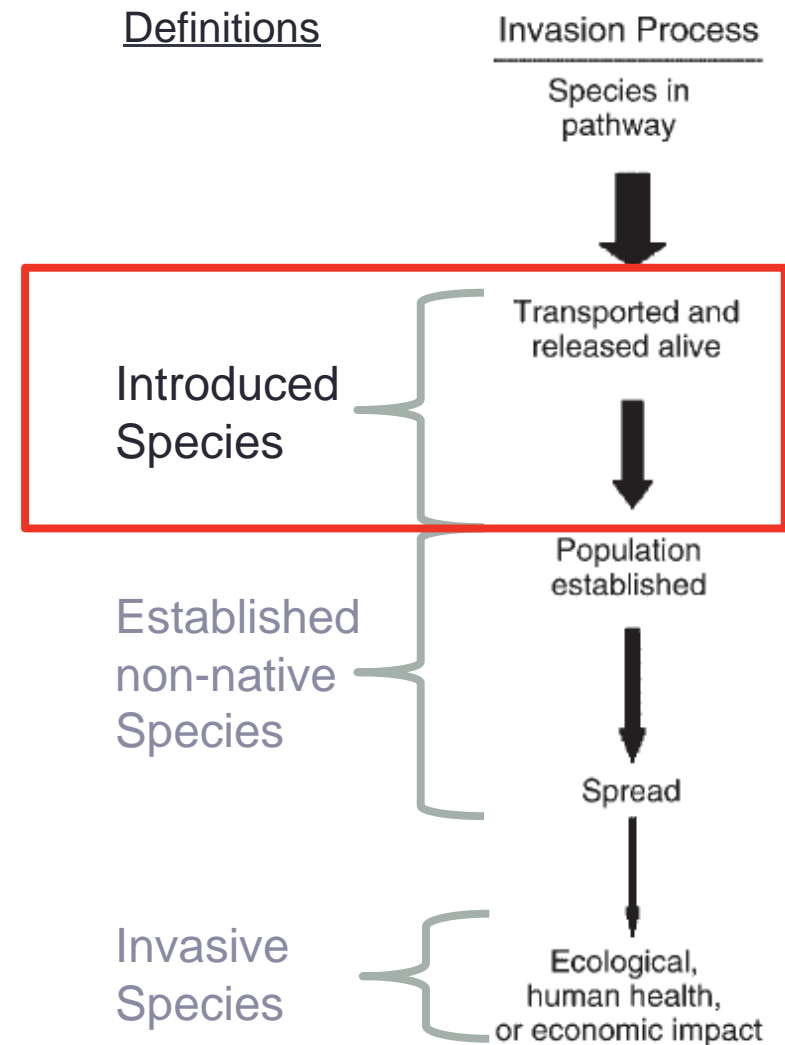 Definitions
Invasion Process
Species in
pathway
Transported and
released alive
Introduced
Species
Population
established
Established
non-native
Species
Spread
Invasive
Species
Ecological,
human health,
or economic impact